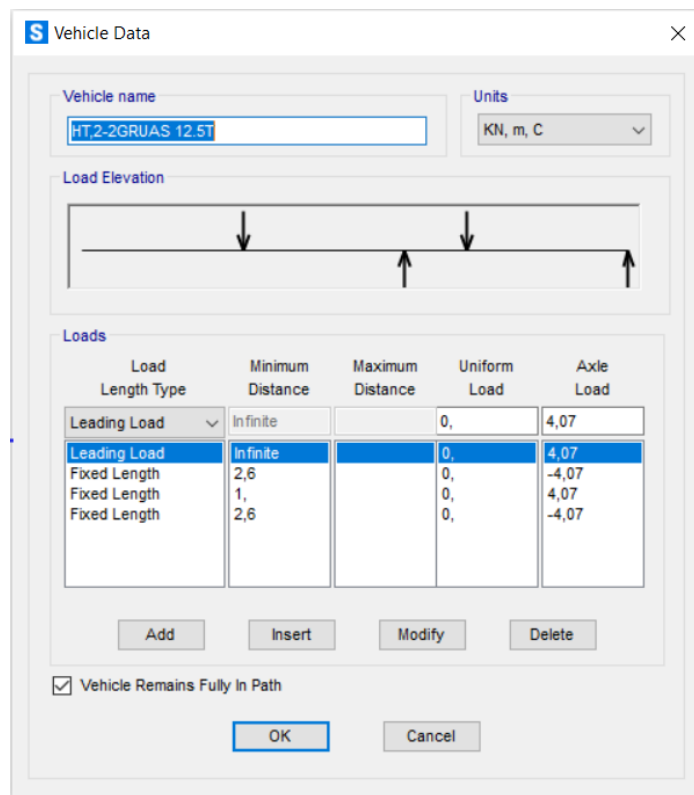 S Vehicle Data
Vehicle name
Units
HT,2-2GRUAS 12.5T
KN, m, C
Load Elevation
Loads
Load Length Type Minimum Distance Maximum Distance Uniform Load Axle Load
Leading Load Infinite 0, 4,07
Leading Load Infinite 0, 4,07
Fixed Length 2,6 0, -4,07
Fixed Length 1, 0, 4,07
Fixed Length 2,6 0, -4,07
Add Insert Modify Delete
Vehicle Remains Fully In Path
OK Cancel